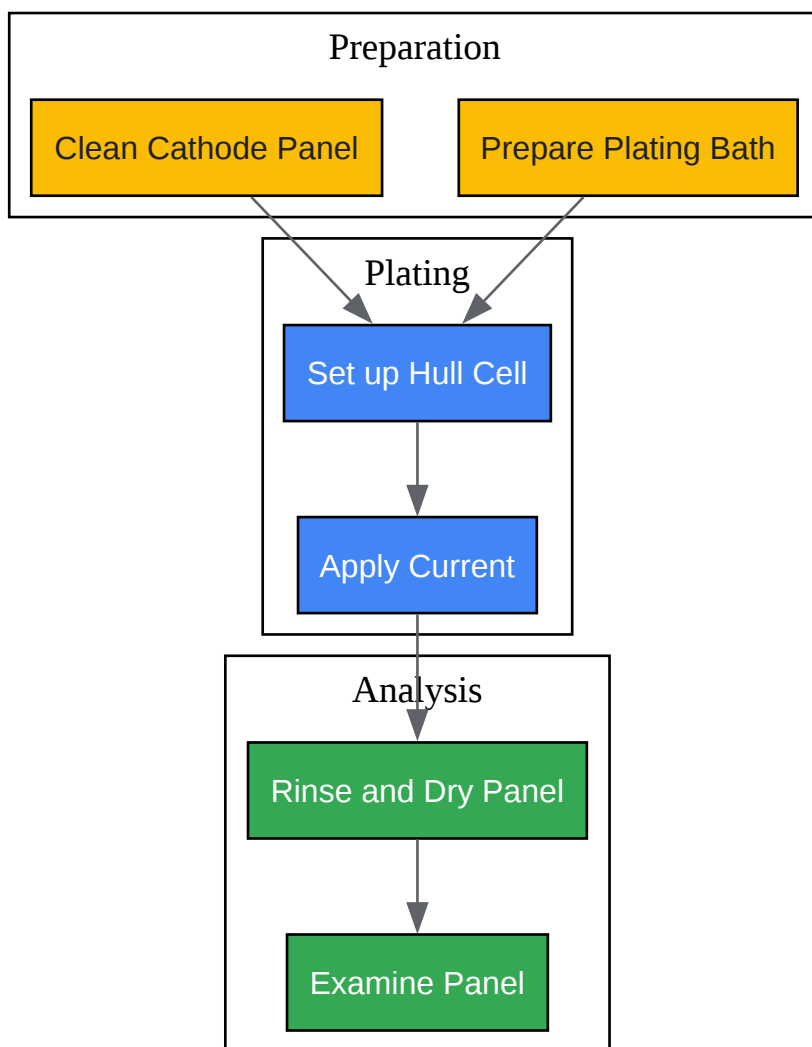 Preparation
Clean Cathode Panel
Prepare Plating Bath
Plating
Set up Hull Cell
Apply Current
Analysis
Rinse and Dry Panel
Examine Panel